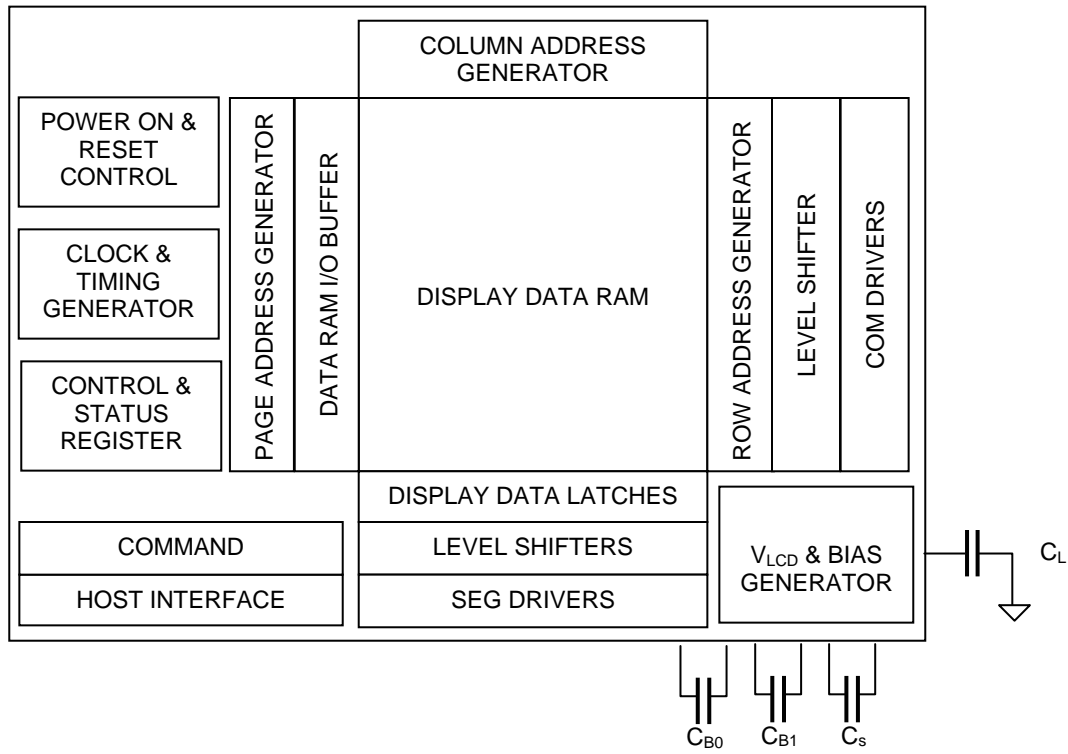 COLUMN ADDRESS
GENERATOR
POWER ON &
RESET
CONTROL
CLOCK &
TIMING
GENERATOR
CONTROL &
STATUS
REGISTER
PAGE ADDRESS GENERATOR
DATA RAM I/O BUFFER
DISPLAY DATA RAM
ROW ADDRESS GENERATOR
LEVEL SHIFTER
COM DRIVERS
DISPLAY DATA LATCHES
COMMAND
LEVEL SHIFTERS
HOST INTERFACE
SEG DRIVERS
VLCD & BIAS
GENERATOR
CL
CB0
CB1
Cs